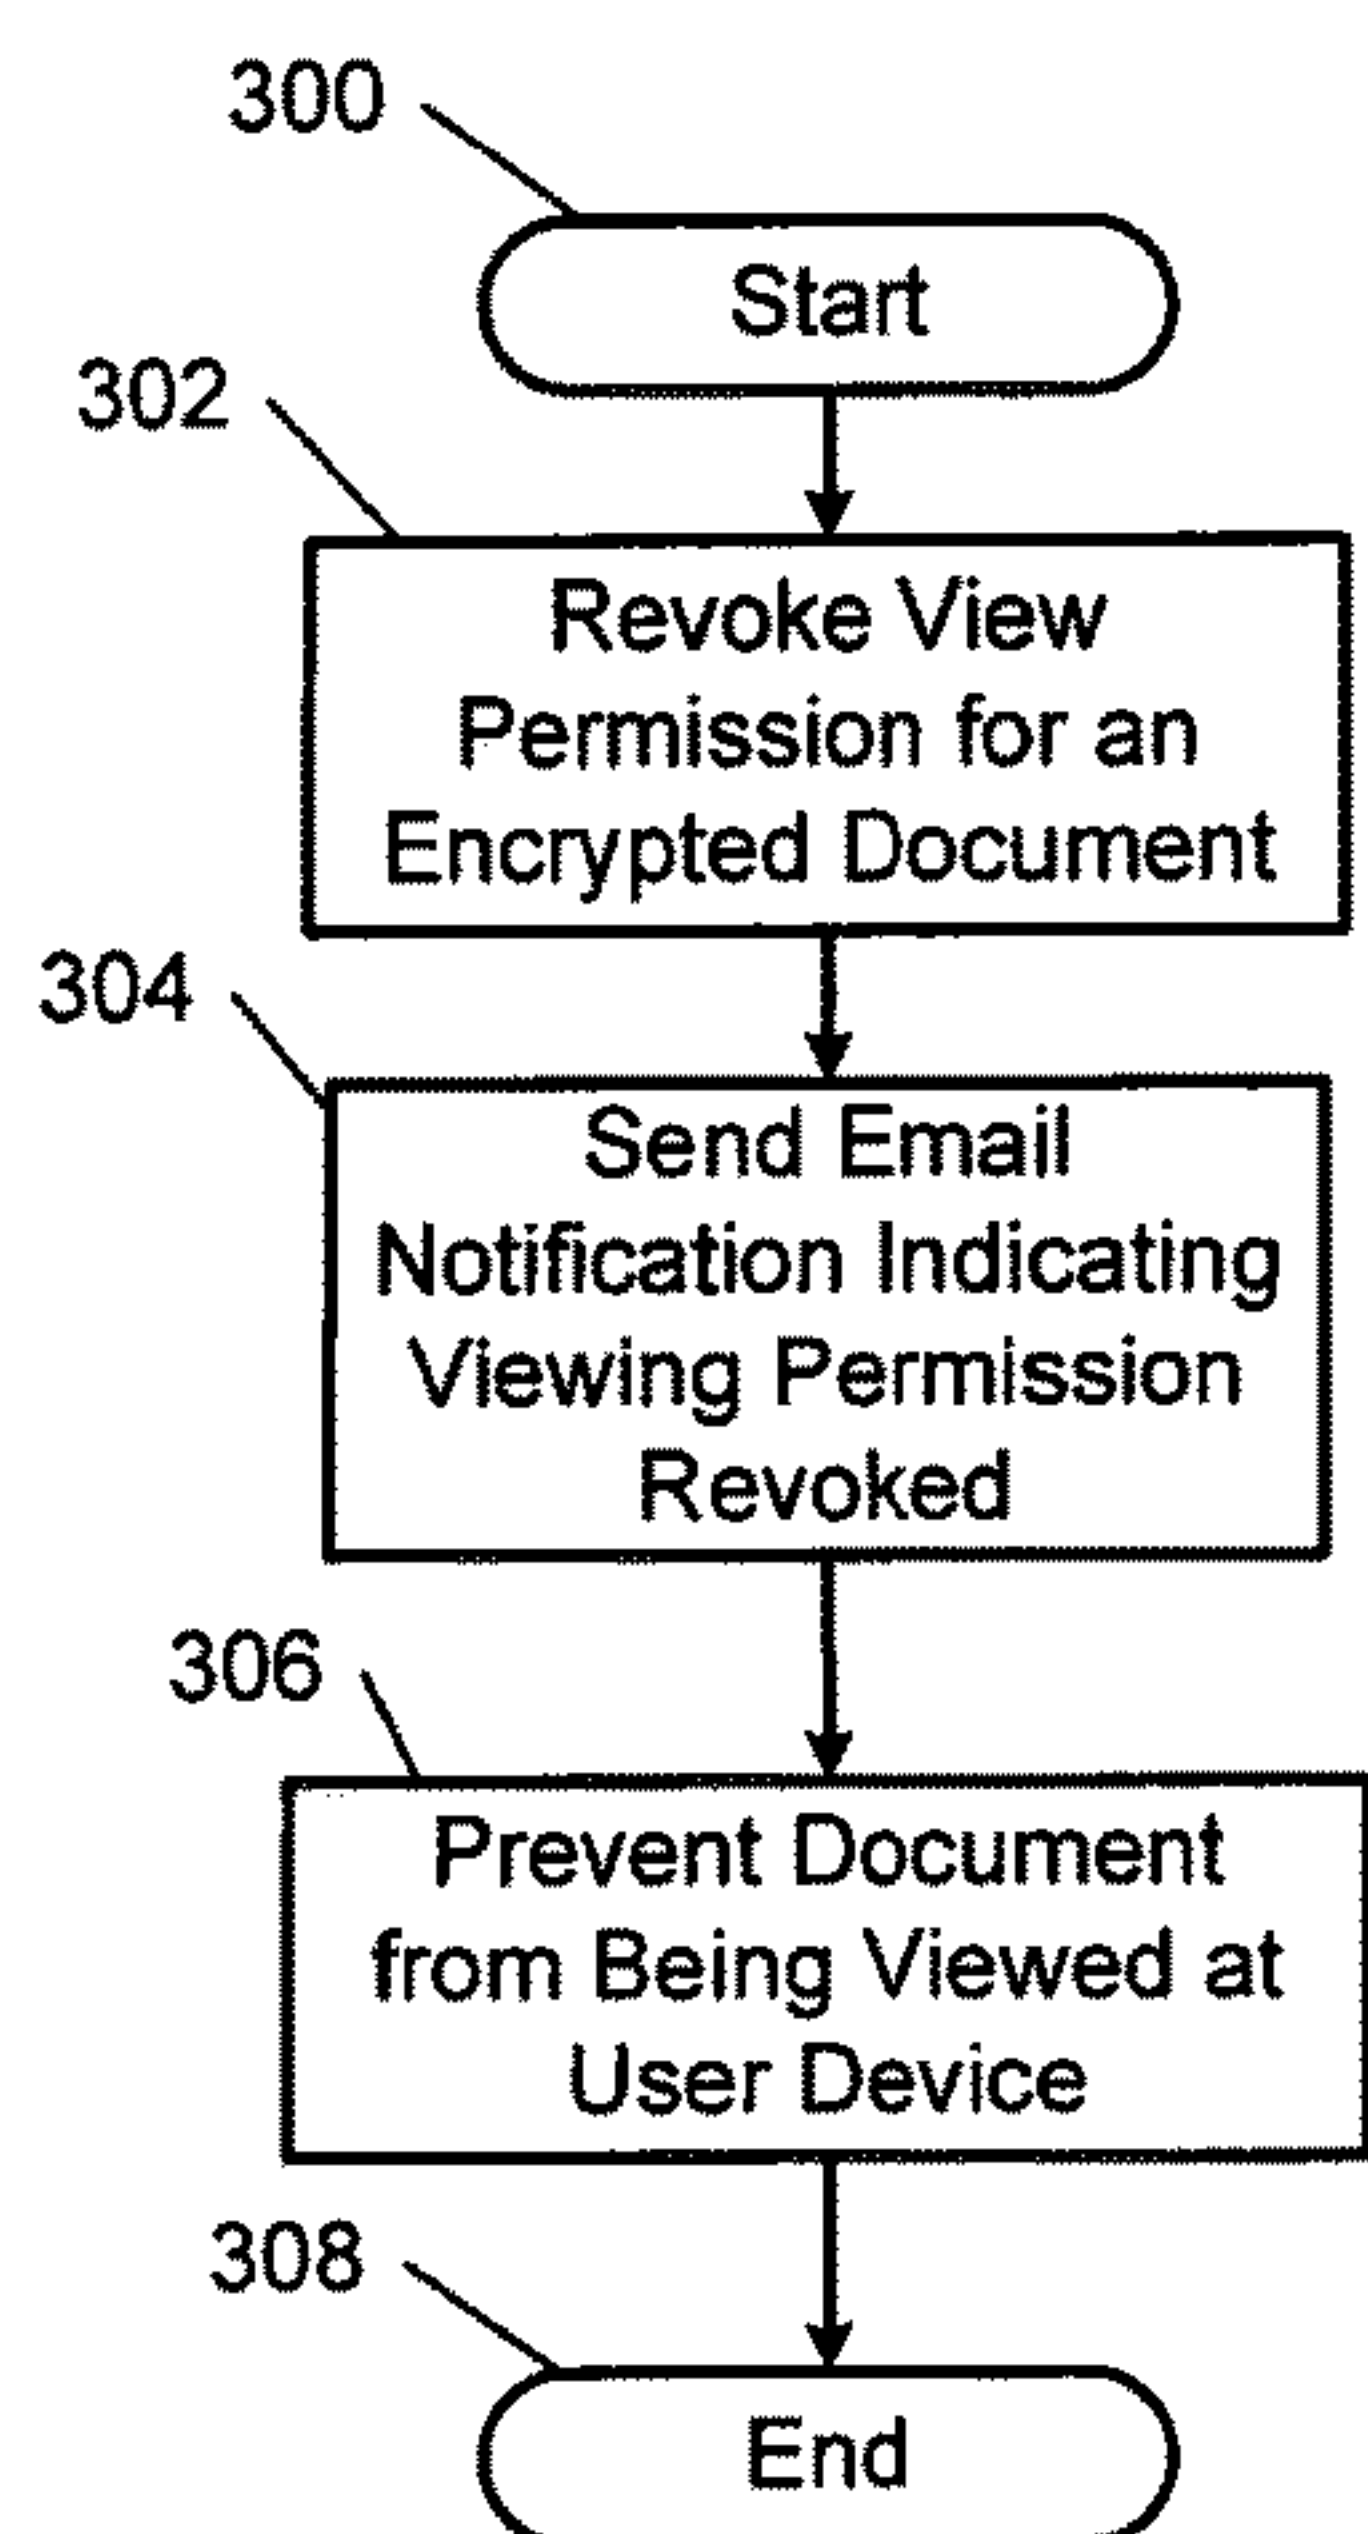 300
Start
302
Revoke View
Permission for an
Encrypted Document
304
Send Email
Notification Indicating
Viewing Permission
Revoked
306
Prevent Document
from Being Viewed at
User Device
308
End